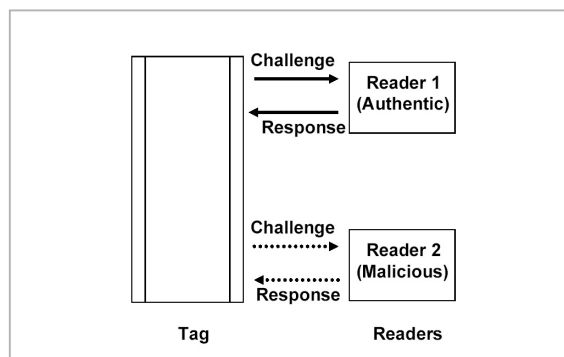 Challenge
Reader 1
(Authentic)
Response
Challenge
Reader 2
(Malicious)
Response
Tag
Readers